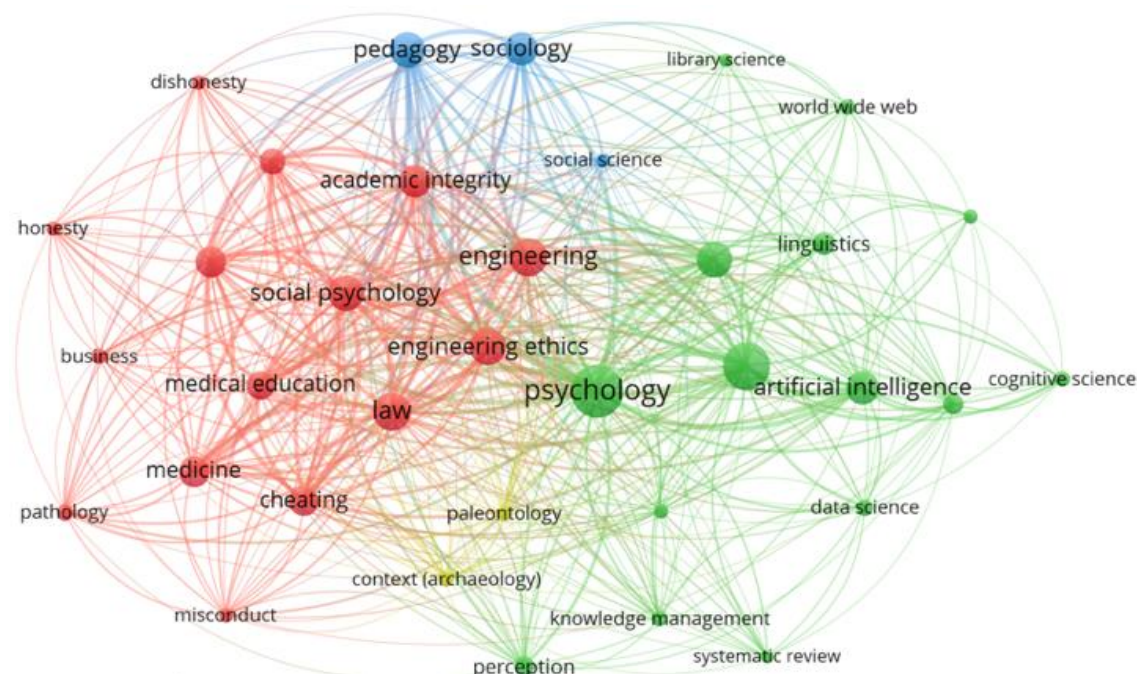 pedagogy
sociology
library science
dishonesty
world wide web
social science
academic integrity
honesty
linguistics
engineering
social psychology
engineering ethics
business
medical education
psychology
artificial intelligence
cognitive science
law
medicine
cheating
pathology
paleontology
data science
context (archaeology)
misconduct
knowledge management
systematic review
perception